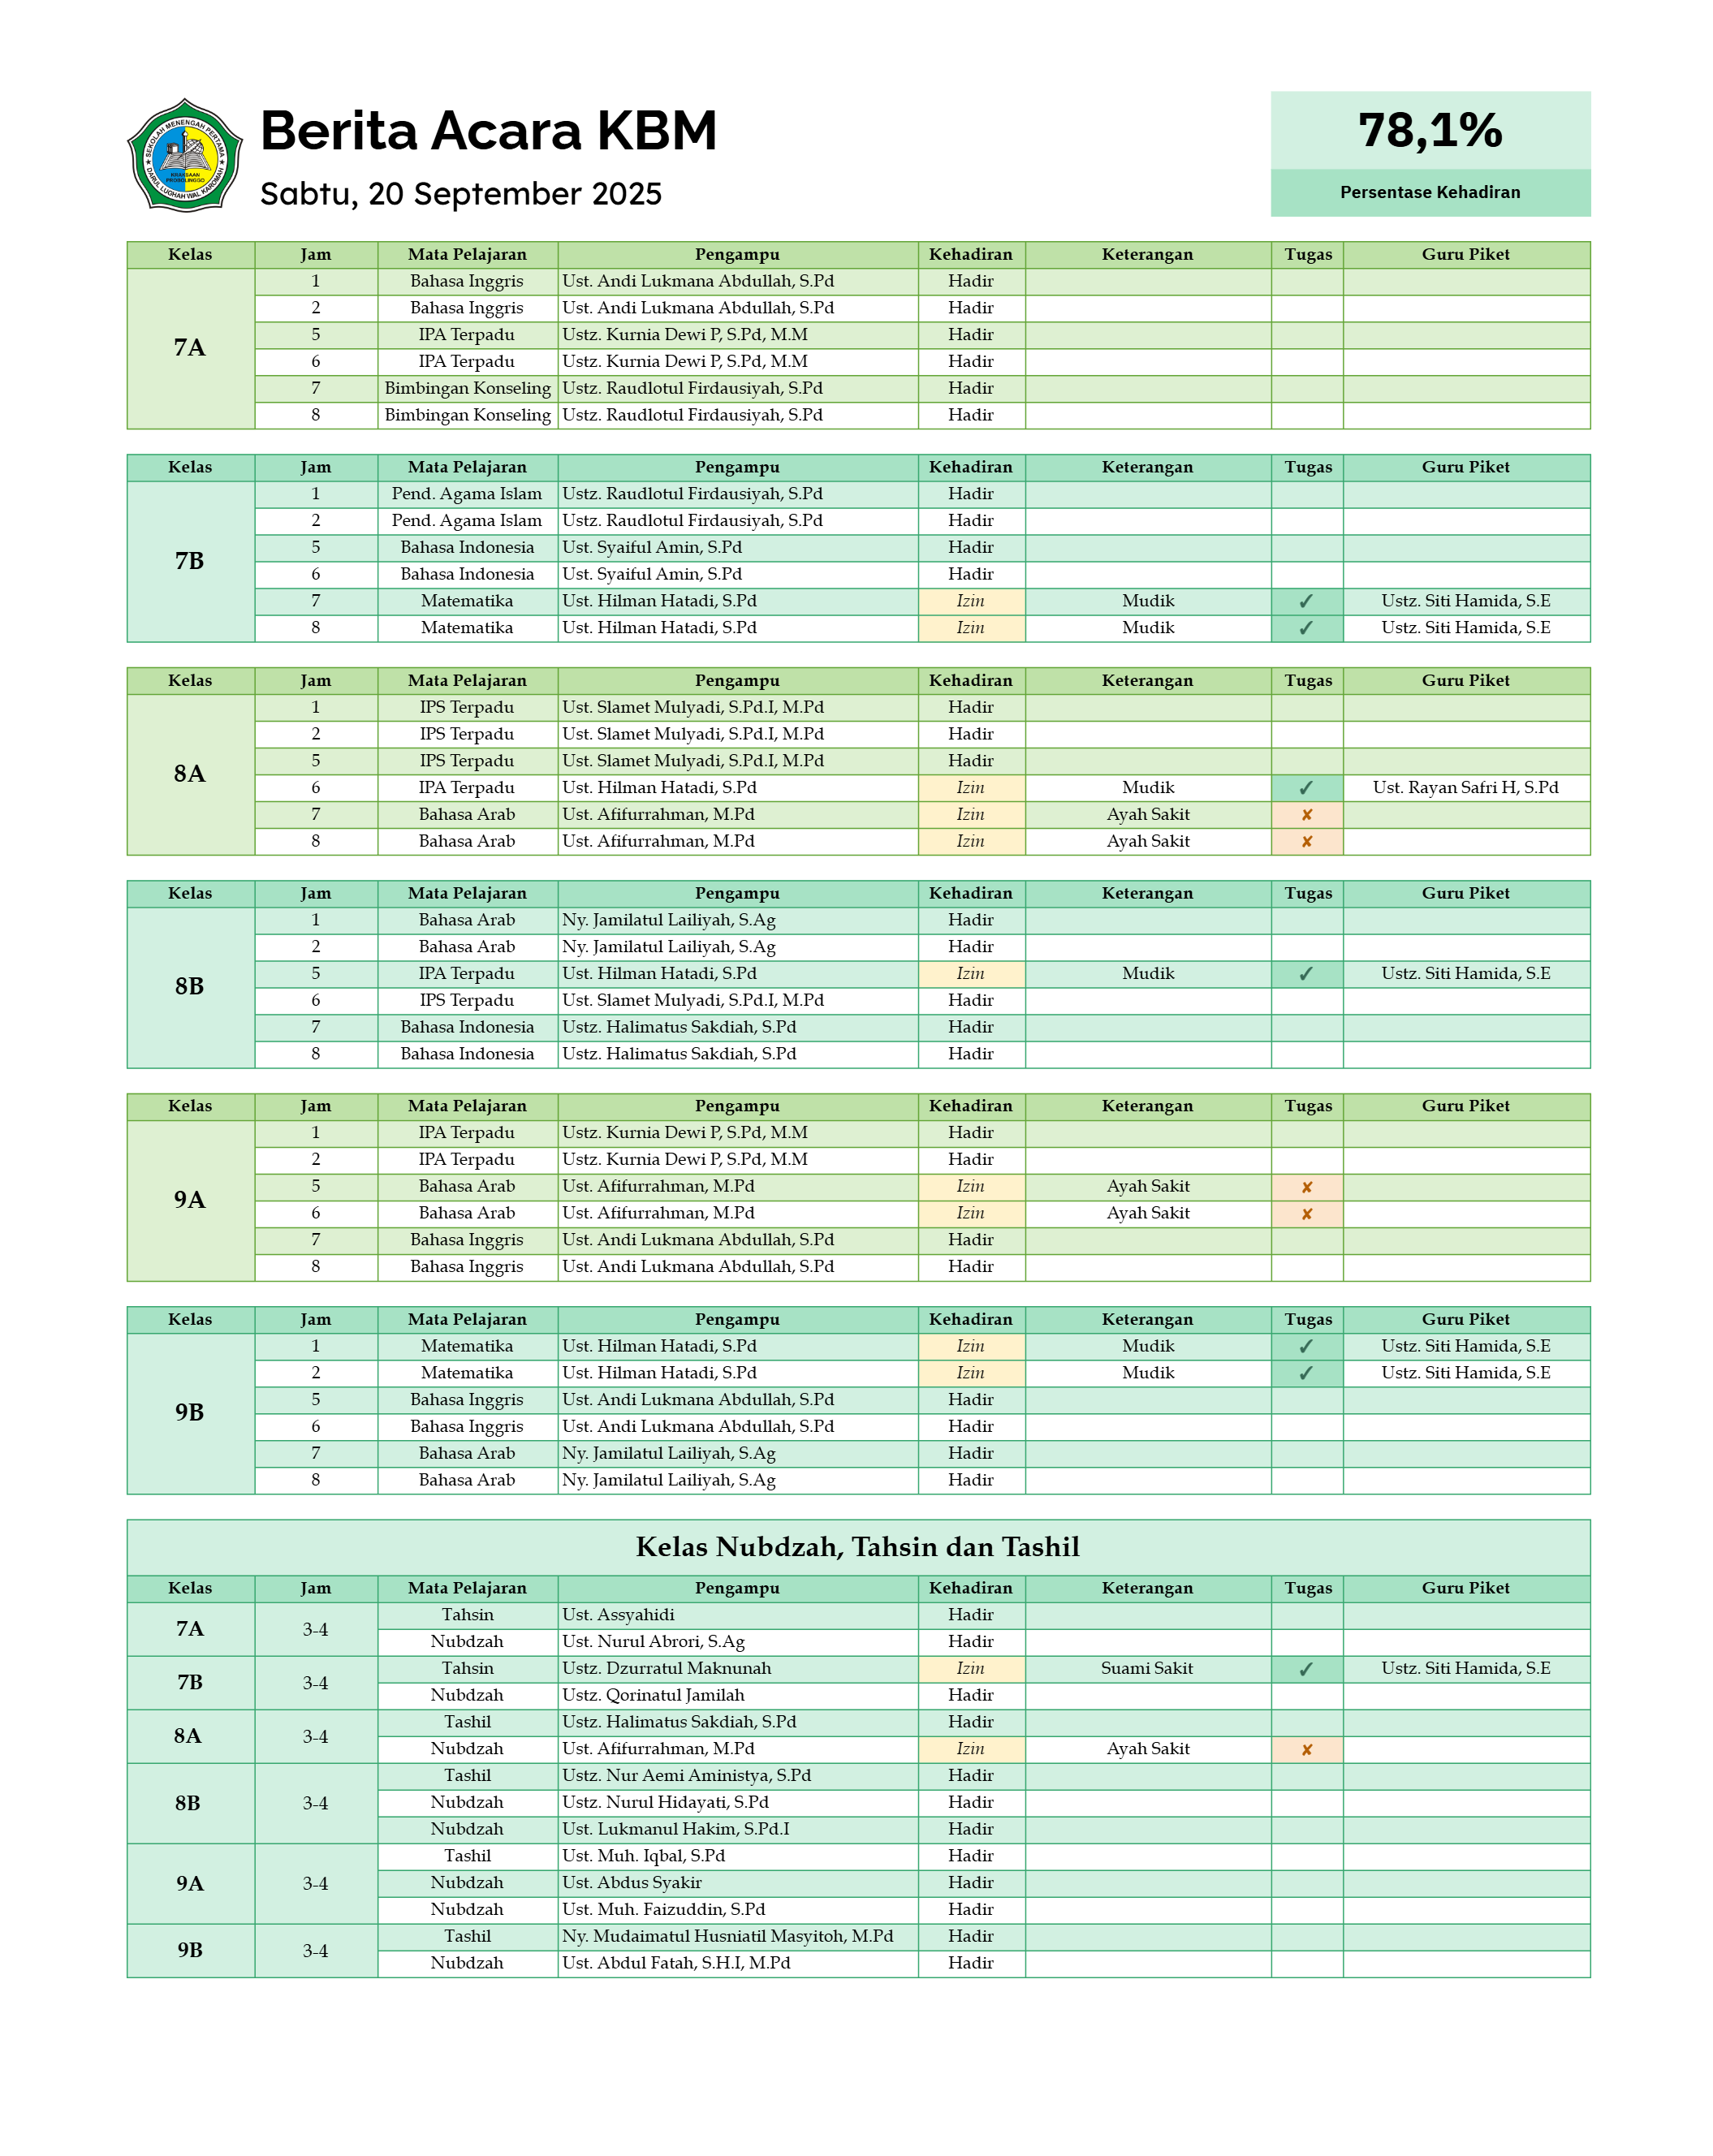 SEKOLAH MENENGAH PERTAMA
KRAKSAAN
PROBOLINGGO
DARUL LUGHAH WAL KAROMAH
Berita Acara KBM
Sabtu, 20 September 2025
78,1%
Persentase Kehadiran
Kelas Jam Mata Pelajaran Pengampu Kehadiran Keterangan Tugas Guru Piket
7A
1 Bahasa Inggris Ust. Andi Lukmana Abdullah, S.Pd Hadir
2 Bahasa Inggris Ust. Andi Lukmana Abdullah, S.Pd Hadir
5 IPA Terpadu Ustz. Kurnia Dewi P, S.Pd, M.M Hadir
6 IPA Terpadu Ustz. Kurnia Dewi P, S.Pd, M.M Hadir
7 Bimbingan Konseling Ustz. Raudlotul Firdausiyah, S.Pd Hadir
8 Bimbingan Konseling Ustz. Raudlotul Firdausiyah, S.Pd Hadir
Kelas Jam Mata Pelajaran Pengampu Kehadiran Keterangan Tugas Guru Piket
7B
1 Pend. Agama Islam Ustz. Raudlotul Firdausiyah, S.Pd Hadir
2 Pend. Agama Islam Ustz. Raudlotul Firdausiyah, S.Pd Hadir
5 Bahasa Indonesia Ust. Syaiful Amin, S.Pd Hadir
6 Bahasa Indonesia Ust. Syaiful Amin, S.Pd Hadir
7 Matematika Ust. Hilman Hatadi, S.Pd Izin Mudik ✓ Ustz. Siti Hamida, S.E
8 Matematika Ust. Hilman Hatadi, S.Pd Izin Mudik ✓ Ustz. Siti Hamida, S.E
Kelas Jam Mata Pelajaran Pengampu Kehadiran Keterangan Tugas Guru Piket
8A
1 IPS Terpadu Ust. Slamet Mulyadi, S.Pd.I, M.Pd Hadir
2 IPS Terpadu Ust. Slamet Mulyadi, S.Pd.I, M.Pd Hadir
5 IPS Terpadu Ust. Slamet Mulyadi, S.Pd.I, M.Pd Hadir
6 IPA Terpadu Ust. Hilman Hatadi, S.Pd Izin Mudik ✓ Ust. Rayan Safri H, S.Pd
7 Bahasa Arab Ust. Afifurrahman, M.Pd Izin Ayah Sakit ✘
8 Bahasa Arab Ust. Afifurrahman, M.Pd Izin Ayah Sakit ✘
Kelas Jam Mata Pelajaran Pengampu Kehadiran Keterangan Tugas Guru Piket
8B
1 Bahasa Arab Ny. Jamilatul Lailiyah, S.Ag Hadir
2 Bahasa Arab Ny. Jamilatul Lailiyah, S.Ag Hadir
5 IPA Terpadu Ust. Hilman Hatadi, S.Pd Izin Mudik ✓ Ustz. Siti Hamida, S.E
6 IPS Terpadu Ust. Slamet Mulyadi, S.Pd.I, M.Pd Hadir
7 Bahasa Indonesia Ustz. Halimatus Sakdiah, S.Pd Hadir
8 Bahasa Indonesia Ustz. Halimatus Sakdiah, S.Pd Hadir
Kelas Jam Mata Pelajaran Pengampu Kehadiran Keterangan Tugas Guru Piket
9A
1 IPA Terpadu Ustz. Kurnia Dewi P, S.Pd, M.M Hadir
2 IPA Terpadu Ustz. Kurnia Dewi P, S.Pd, M.M Hadir
5 Bahasa Arab Ust. Afifurrahman, M.Pd Izin Ayah Sakit ✘
6 Bahasa Arab Ust. Afifurrahman, M.Pd Izin Ayah Sakit ✘
7 Bahasa Inggris Ust. Andi Lukmana Abdullah, S.Pd Hadir
8 Bahasa Inggris Ust. Andi Lukmana Abdullah, S.Pd Hadir
Kelas Jam Mata Pelajaran Pengampu Kehadiran Keterangan Tugas Guru Piket
9B
1 Matematika Ust. Hilman Hatadi, S.Pd Izin Mudik ✓ Ustz. Siti Hamida, S.E
2 Matematika Ust. Hilman Hatadi, S.Pd Izin Mudik ✓ Ustz. Siti Hamida, S.E
5 Bahasa Inggris Ust. Andi Lukmana Abdullah, S.Pd Hadir
6 Bahasa Inggris Ust. Andi Lukmana Abdullah, S.Pd Hadir
7 Bahasa Arab Ny. Jamilatul Lailiyah, S.Ag Hadir
8 Bahasa Arab Ny. Jamilatul Lailiyah, S.Ag Hadir
Kelas Nubdzah, Tahsin dan Tashil
Kelas Jam Mata Pelajaran Pengampu Kehadiran Keterangan Tugas Guru Piket
7A 3-4
Tahsin Ust. Assyahidi Hadir
Nubdzah Ust. Nurul Abrori, S.Ag Hadir
7B 3-4
Tahsin Ustz. Dzurratul Maknunah Izin Suami Sakit ✓ Ustz. Siti Hamida, S.E
Nubdzah Ustz. Qorinatul Jamilah Hadir
8A 3-4
Tashil Ustz. Halimatus Sakdiah, S.Pd Hadir
Nubdzah Ust. Afifurrahman, M.Pd Izin Ayah Sakit ✘
8B 3-4
Tashil Ustz. Nur Aemi Aministya, S.Pd Hadir
Nubdzah Ustz. Nurul Hidayati, S.Pd Hadir
Nubdzah Ust. Lukmanul Hakim, S.Pd.I Hadir
9A 3-4
Tashil Ust. Muh. Iqbal, S.Pd Hadir
Nubdzah Ust. Abdus Syakir Hadir
Nubdzah Ust. Muh. Faizuddin, S.Pd Hadir
9B 3-4
Tashil Ny. Mudaimatul Husniatil Masyitoh, M.Pd Hadir
Nubdzah Ust. Abdul Fatah, S.H.I, M.Pd Hadir